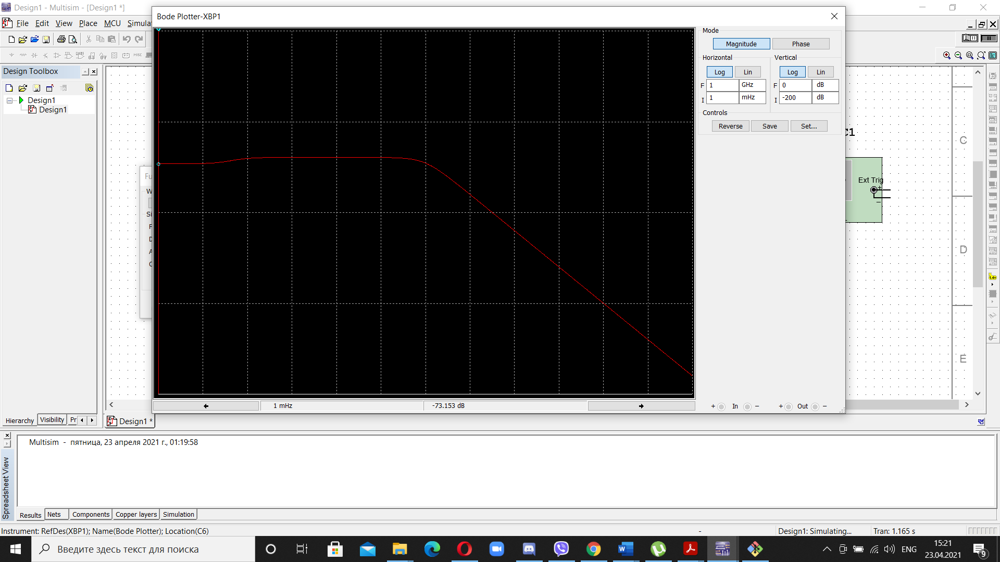 Design1 - Multisim - [Design1 *]
File Edit View Place MCU Simula
Bode Plotter-XBP1
Mode
Magnitude Phase
Horizontal Vertical
Log Lin Log Lin
F 1 GHz F 0 dB
I 1 mHz I -200 dB
Controls
Reverse Save Set...
Design Toolbox
Design1
Design1
MISC
C
Ext Trig
+
−
D
E
1 mHz -73.153 dB
+ In − + Out −
Hierarchy Visibility Pr
Design1 *
Multisim - пятница, 23 апреля 2021 г., 01:19:58
Spreadsheet View
Results Nets Components Copper layers Simulation
Instrument: RefDes(XBP1); Name(Bode Plotter); Location(C6) - Design1: Simulating... Tran: 1.165 s
Введите здесь текст для поиска
ENG
15:21
23.04.2021
9